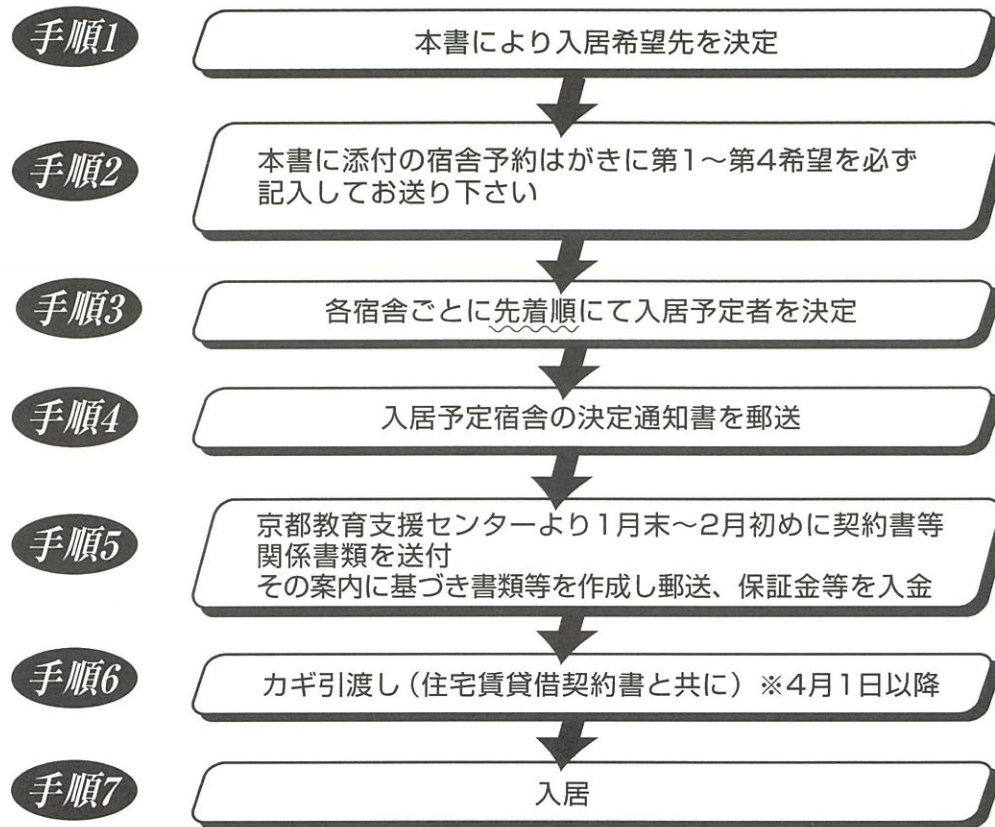 手順1
本書により入居希望先を決定
手順2
本書に添付の宿舎予約はがきに第1～第4希望を必ず
記入してお送り下さい
手順3
各宿舎ごとに先着順にて入居予定者を決定
手順4
入居予定宿舎の決定通知書を郵送
手順5
京都教育支援センターより1月末～2月初めに契約書等
関係書類を送付
その案内に基づき書類等を作成し郵送、保証金等を入金
手順6
カギ引渡し（住宅賃貸借契約書と共に）※4月1日以降
手順7
入居